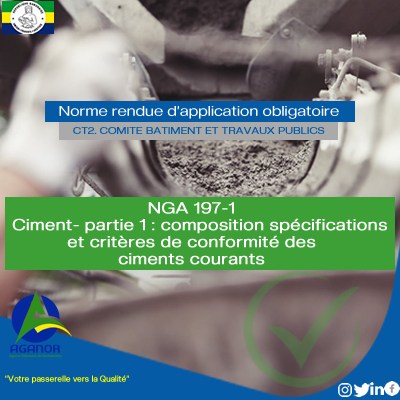 Norme rendue d'application obligatoire
CT2. COMITE BATIMENT ET TRAVAUX PUBLICS
NGA 197-1
Ciment- partie 1 : composition spécifications
et critères de conformité des
ciments courants
AGANOR
"Votre passerelle vers la Qualité"